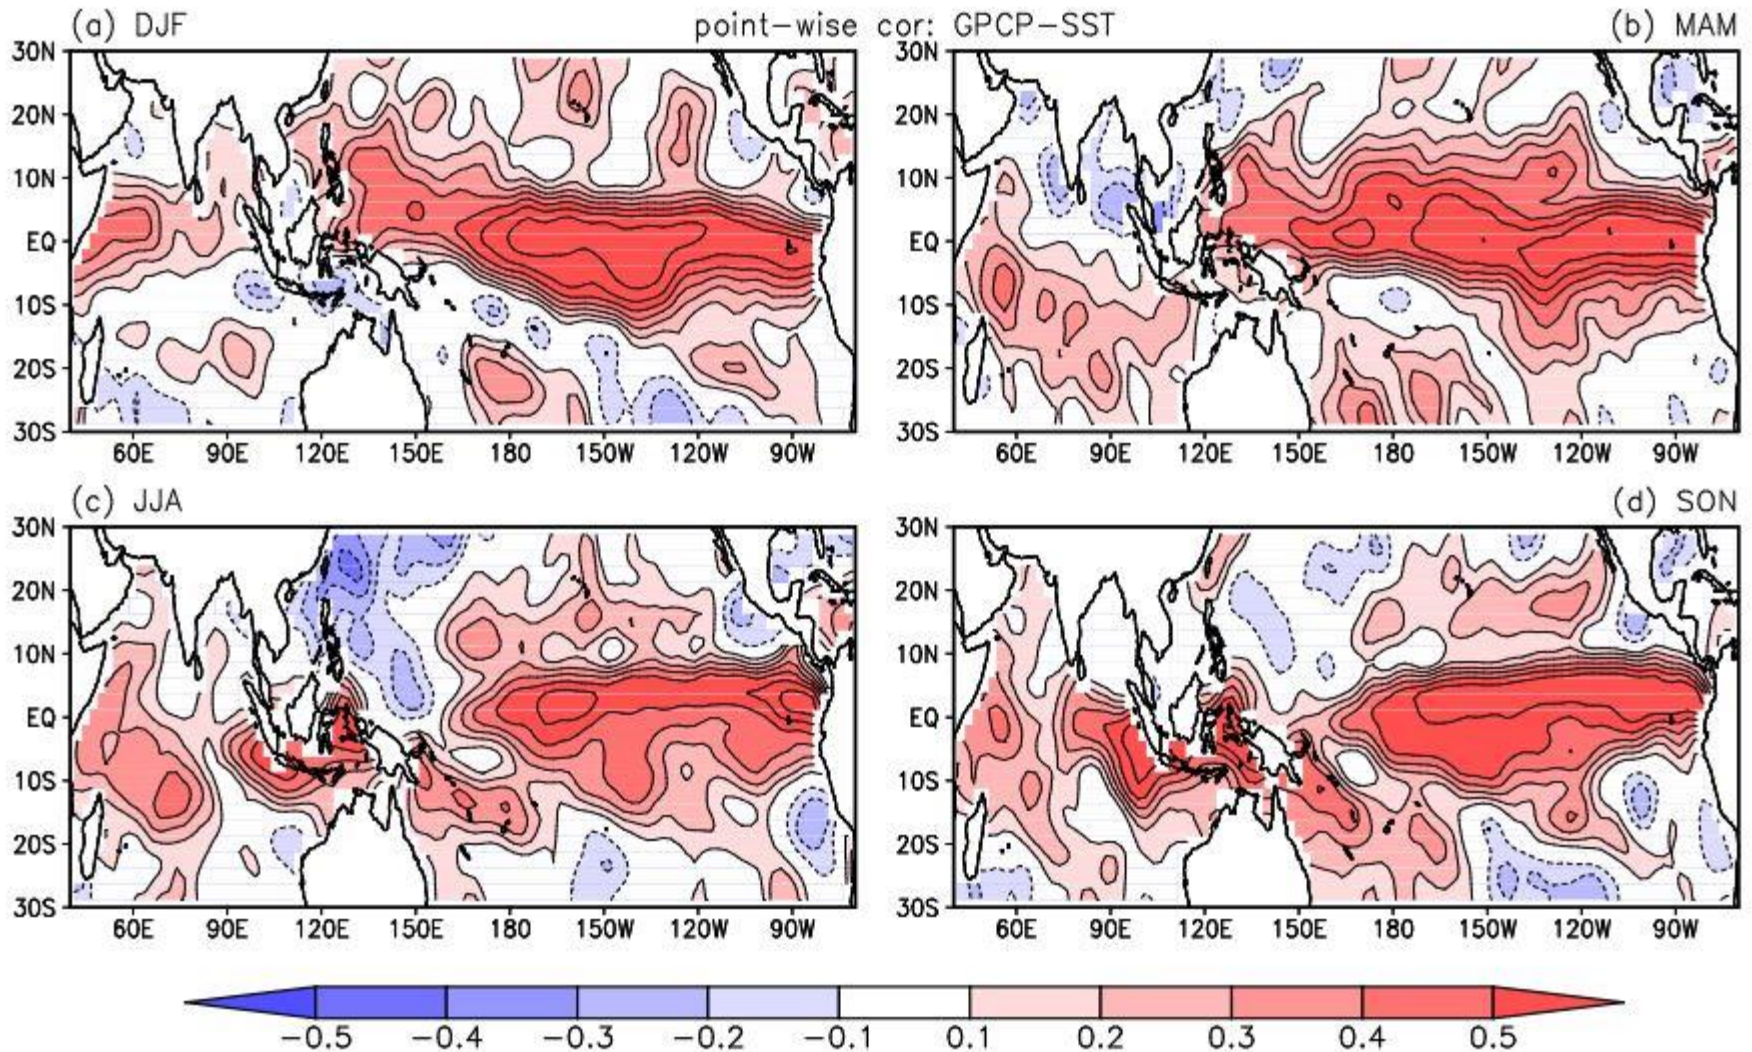 (a) DJF point-wise cor: GPCP-SST (b) MAM
30N
20N
10N
EQ
10S
20S
30S
60E 90E 120E 150E 180 150W 120W 90W
30N
20N
10N
EQ
10S
20S
30S
60E 90E 120E 150E 180 150W 120W 90W
(c) JJA (d) SON
30N
20N
10N
EQ
10S
20S
30S
60E 90E 120E 150E 180 150W 120W 90W
30N
20N
10N
EQ
10S
20S
30S
60E 90E 120E 150E 180 150W 120W 90W
-0.5 -0.4 -0.3 -0.2 -0.1 0.1 0.2 0.3 0.4 0.5